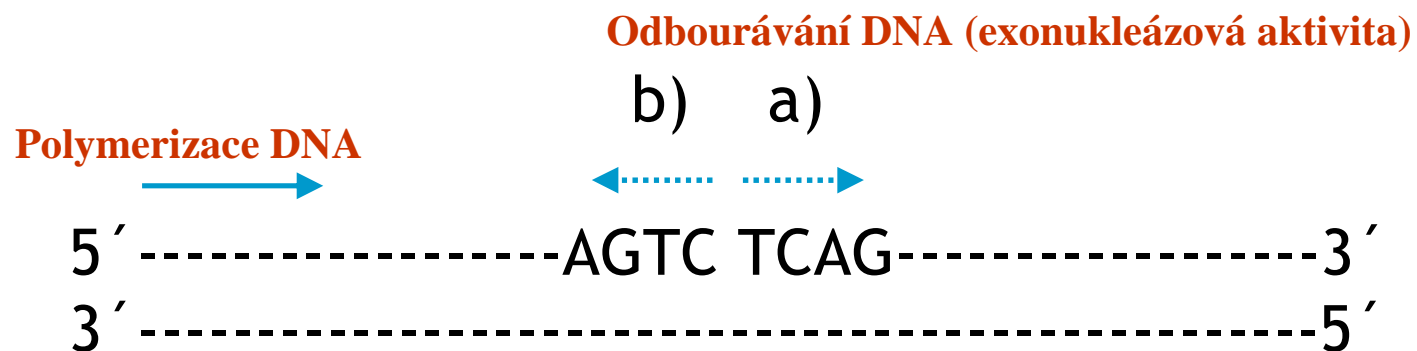 Odbourávání DNA (exonukleázová aktivita)
b) a)
Polymerizace DNA
5´-----------------AGTC TCAG-----------------3´
3´-----------------------------------------------5´